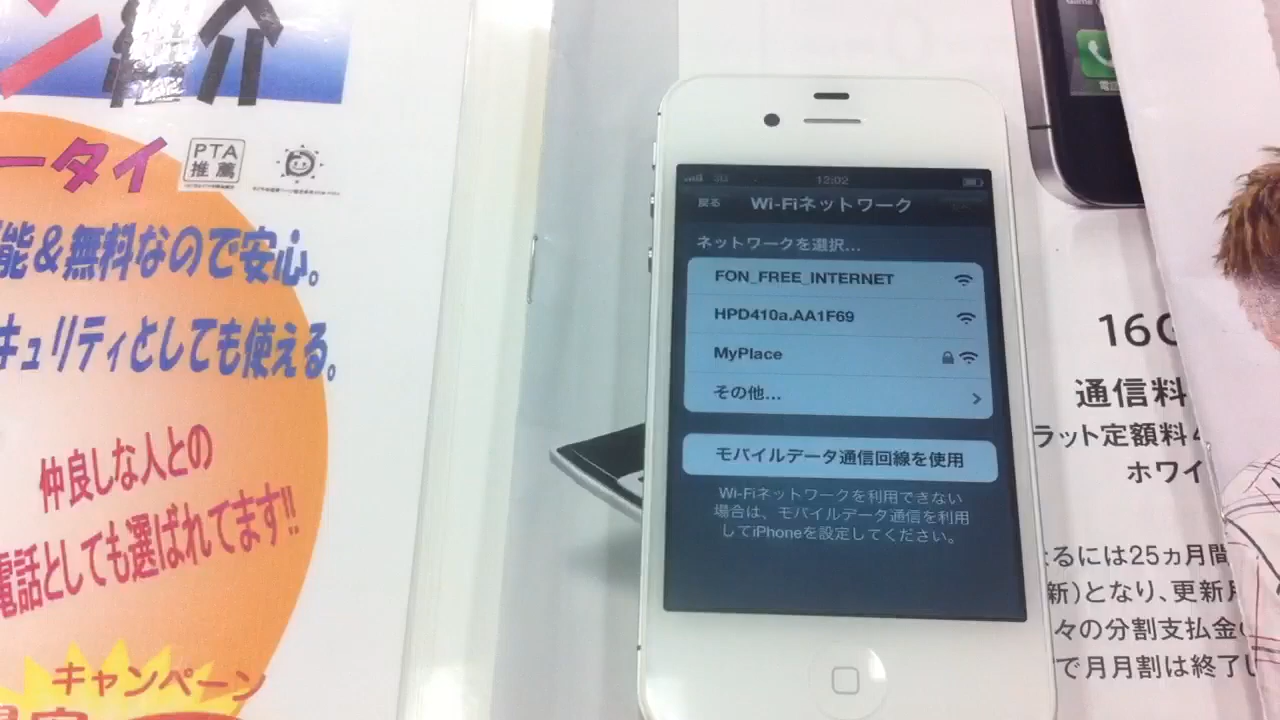 ン紹介
ータイ
PTA
推薦
能&無料なので安心。
キュリティとしても使える。
仲良しな人との
電話としても選ばれてます!!
キャンペーン
3G
12:02
戻る
Wi-Fiネットワーク
ネットワークを選択...
FON_FREE_INTERNET
HPD410a.AA1F69
MyPlace
その他...
モバイルデータ通信回線を使用
Wi-Fiネットワークを利用できない
場合は、モバイルデータ通信を利用
してiPhoneを設定してください。
電話
16G
通信料
ラット定額料4
ホワイ
るには25ヵ月間
新)となり、更新月
々の分割支払金
で月月割は終了し